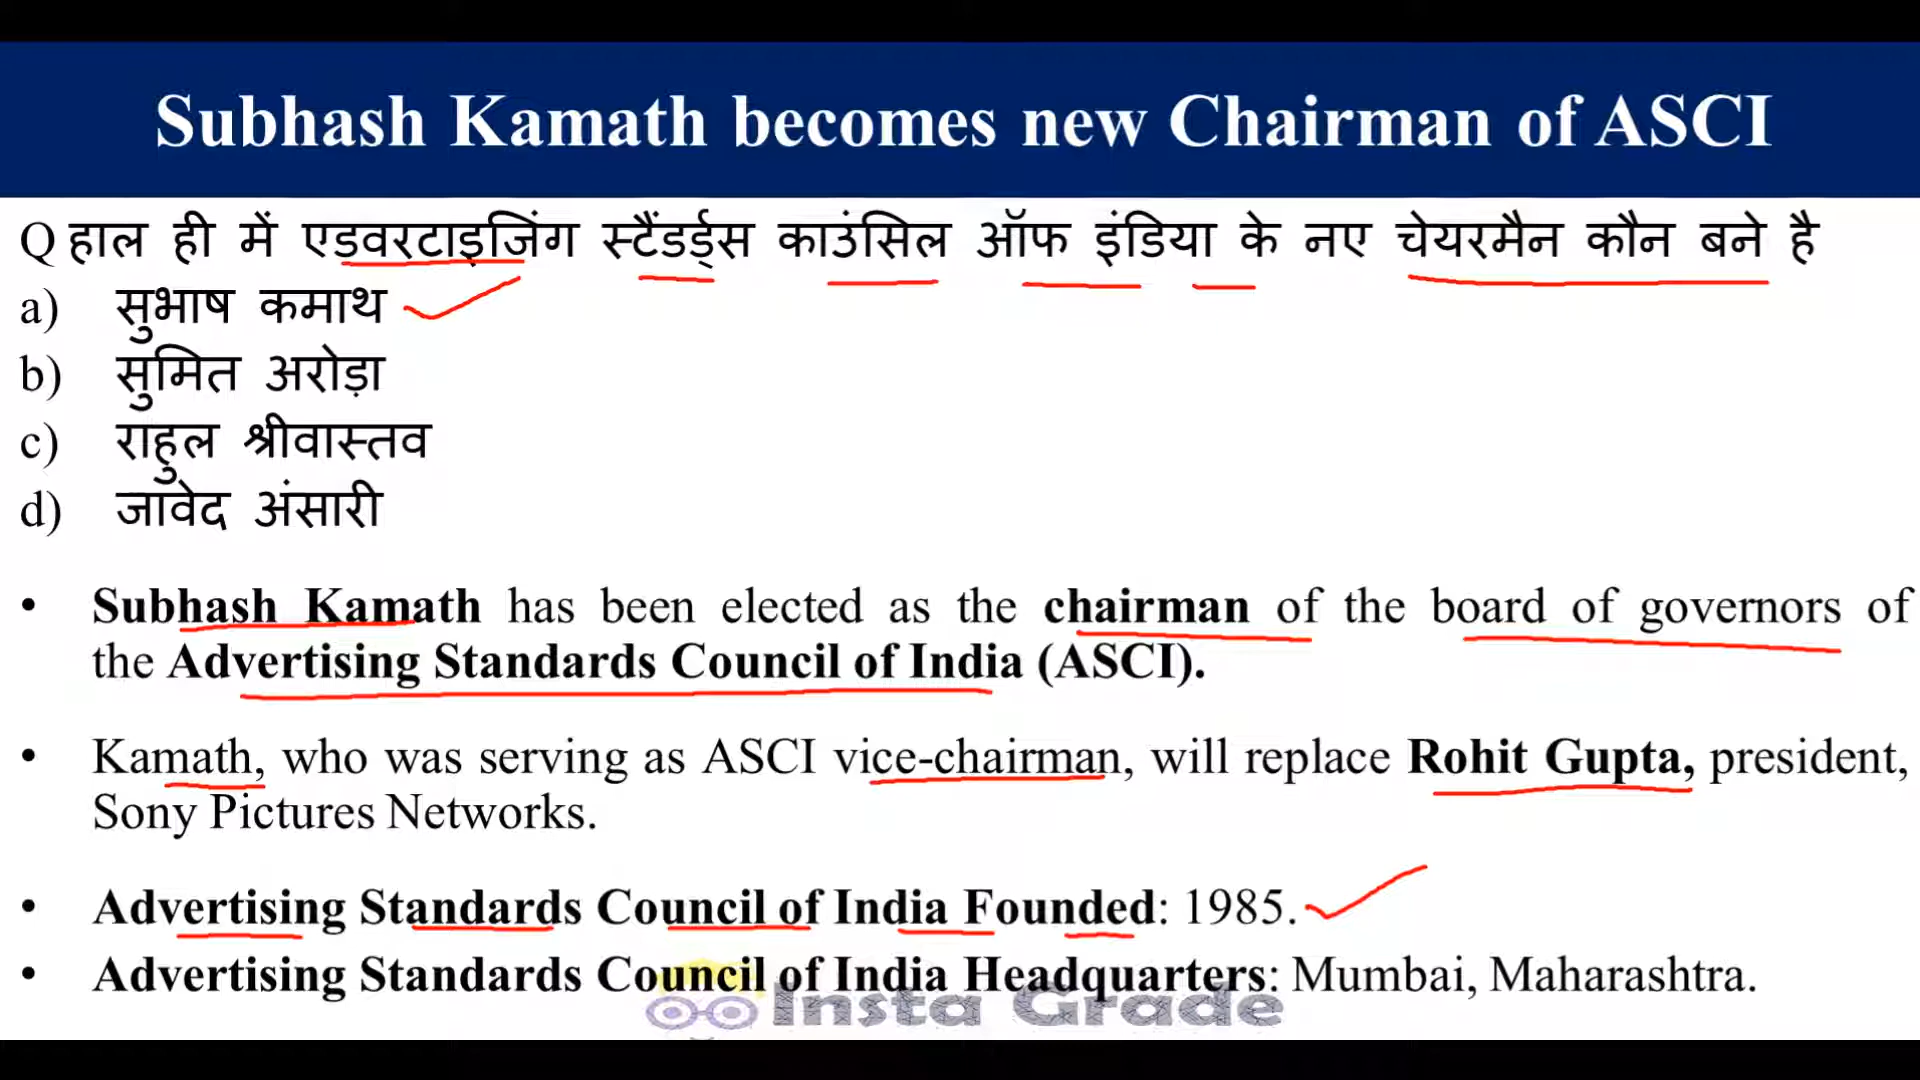 Subhash Kamath becomes new Chairman of ASCI
Q हाल ही में एडवरटाइजिंग स्टैंडर्ड्स काउंसिल ऑफ इंडिया के नए चेयरमैन कौन बने है
a) सुभाष कमाथ
b) सुमित अरोड़ा
c) राहुल श्रीवास्तव
d) जावेद अंसारी
• Subhash Kamath has been elected as the chairman of the board of governors of
the Advertising Standards Council of India (ASCI).
• Kamath, who was serving as ASCI vice-chairman, will replace Rohit Gupta, president,
Sony Pictures Networks.
• Advertising Standards Council of India Founded: 1985.
• Advertising Standards Council of India Headquarters: Mumbai, Maharashtra.
Insta Grade